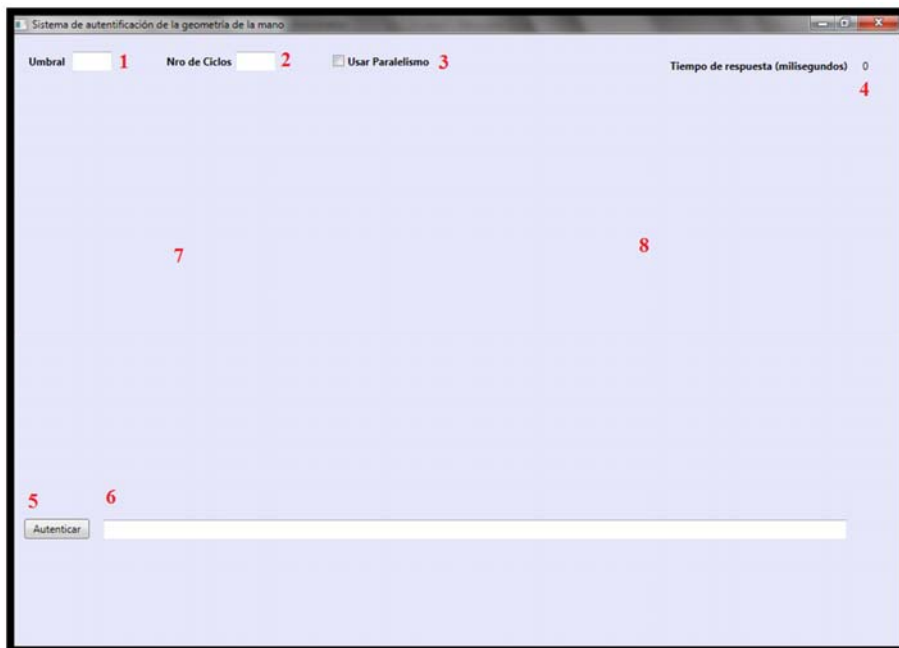 Sistema de autentificación de la geometría de la mano
Umbral 1 Nro de Ciclos 2 Usar Paralelismo 3 Tiempo de respuesta (milisegundos) 0
4
7 8
5 6
Autenticar